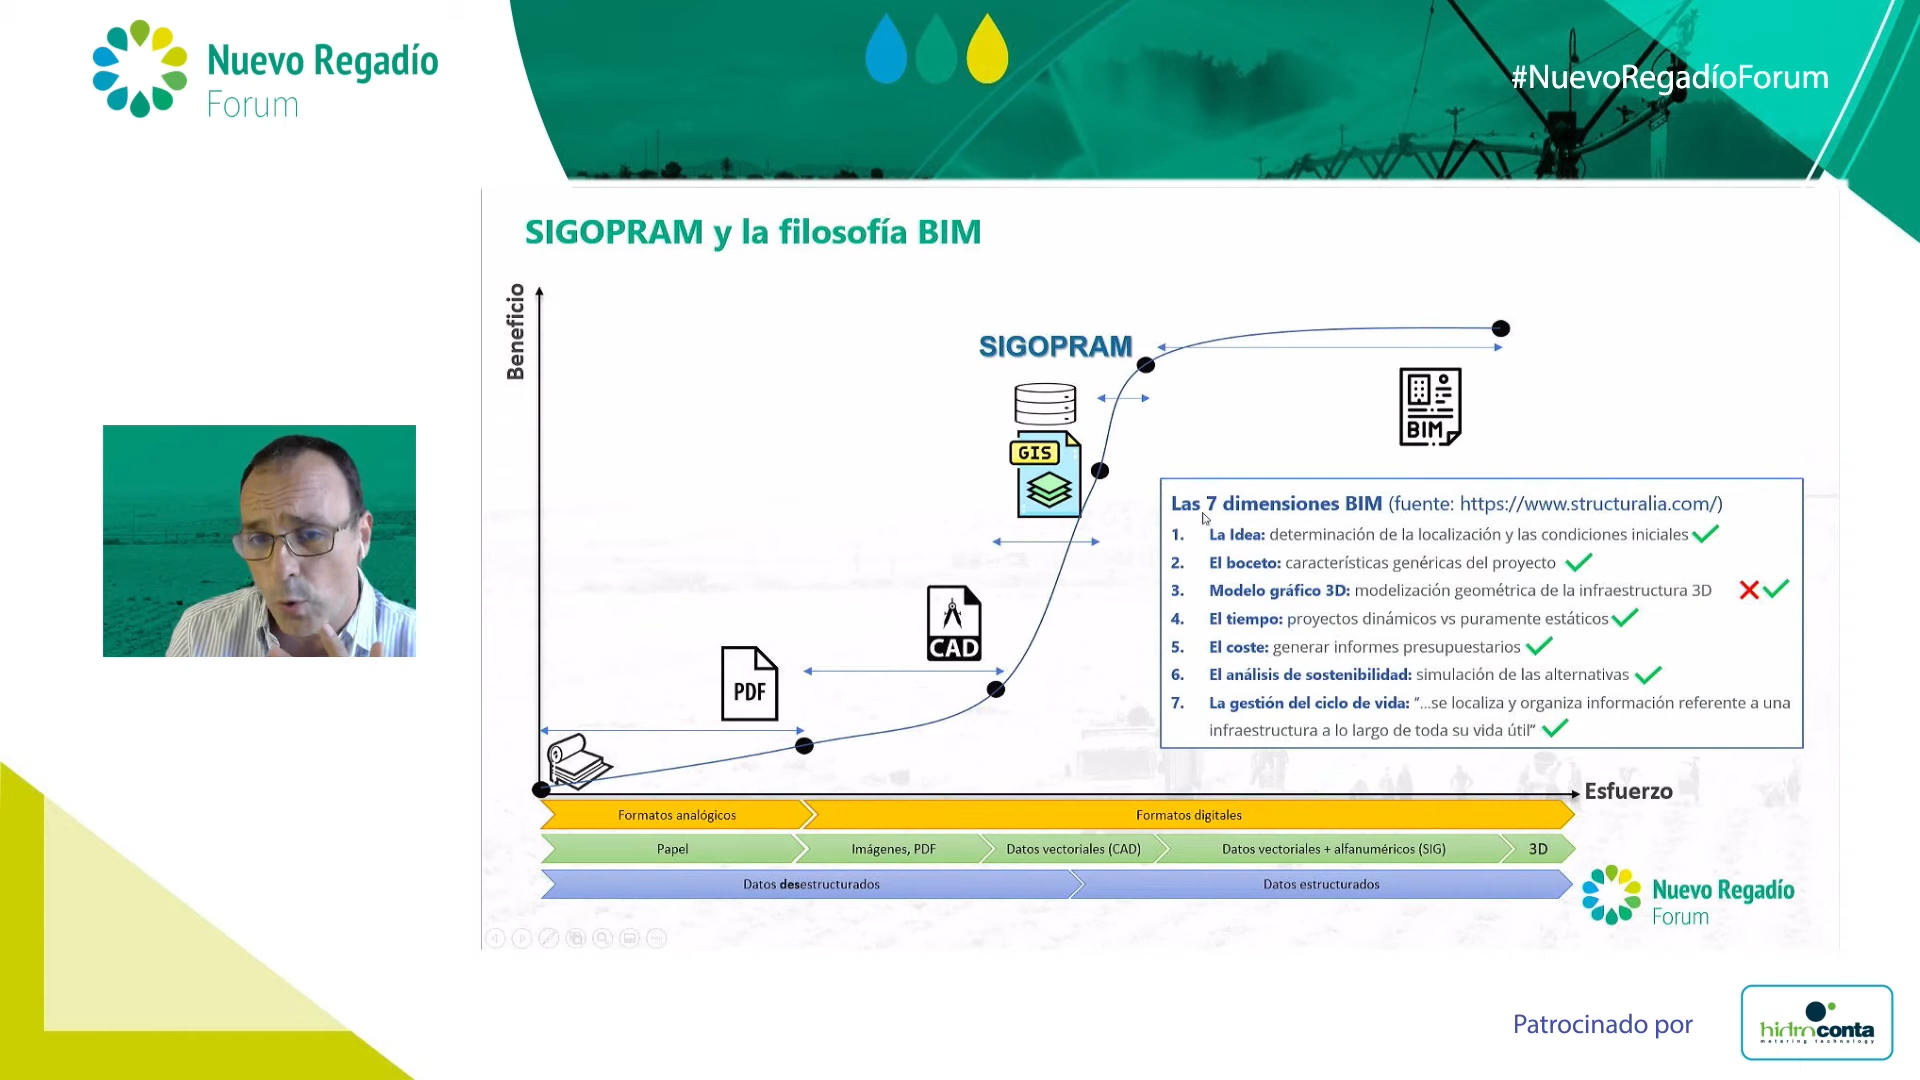 Nuevo Regadío
Forum
#NuevoRegadíoForum
SIGOPRAM y la filosofía BIM
Beneficio
SIGOPRAM
GIS
BIM
CAD
PDF
Las 7 dimensiones BIM (fuente: https://www.structuralia.com/)
1. La Idea: determinación de la localización y las condiciones iniciales
2. El boceto: características genéricas del proyecto
3. Modelo gráfico 3D: modelización geométrica de la infraestructura 3D
4. El tiempo: proyectos dinámicos vs puramente estáticos
5. El coste: generar informes presupuestarios
6. El análisis de sostenibilidad: simulación de las alternativas
7. La gestión del ciclo de vida: "...se localiza y organiza información referente a una
infraestructura a lo largo de toda su vida útil"
Esfuerzo
Formatos analógicos Formatos digitales
Papel Imágenes, PDF Datos vectoriales (CAD) Datos vectoriales + alfanuméricos (SIG) 3D
Datos desestructurados Datos estructurados
Nuevo Regadío
Forum
Patrocinado por
hidroconta
metering technology